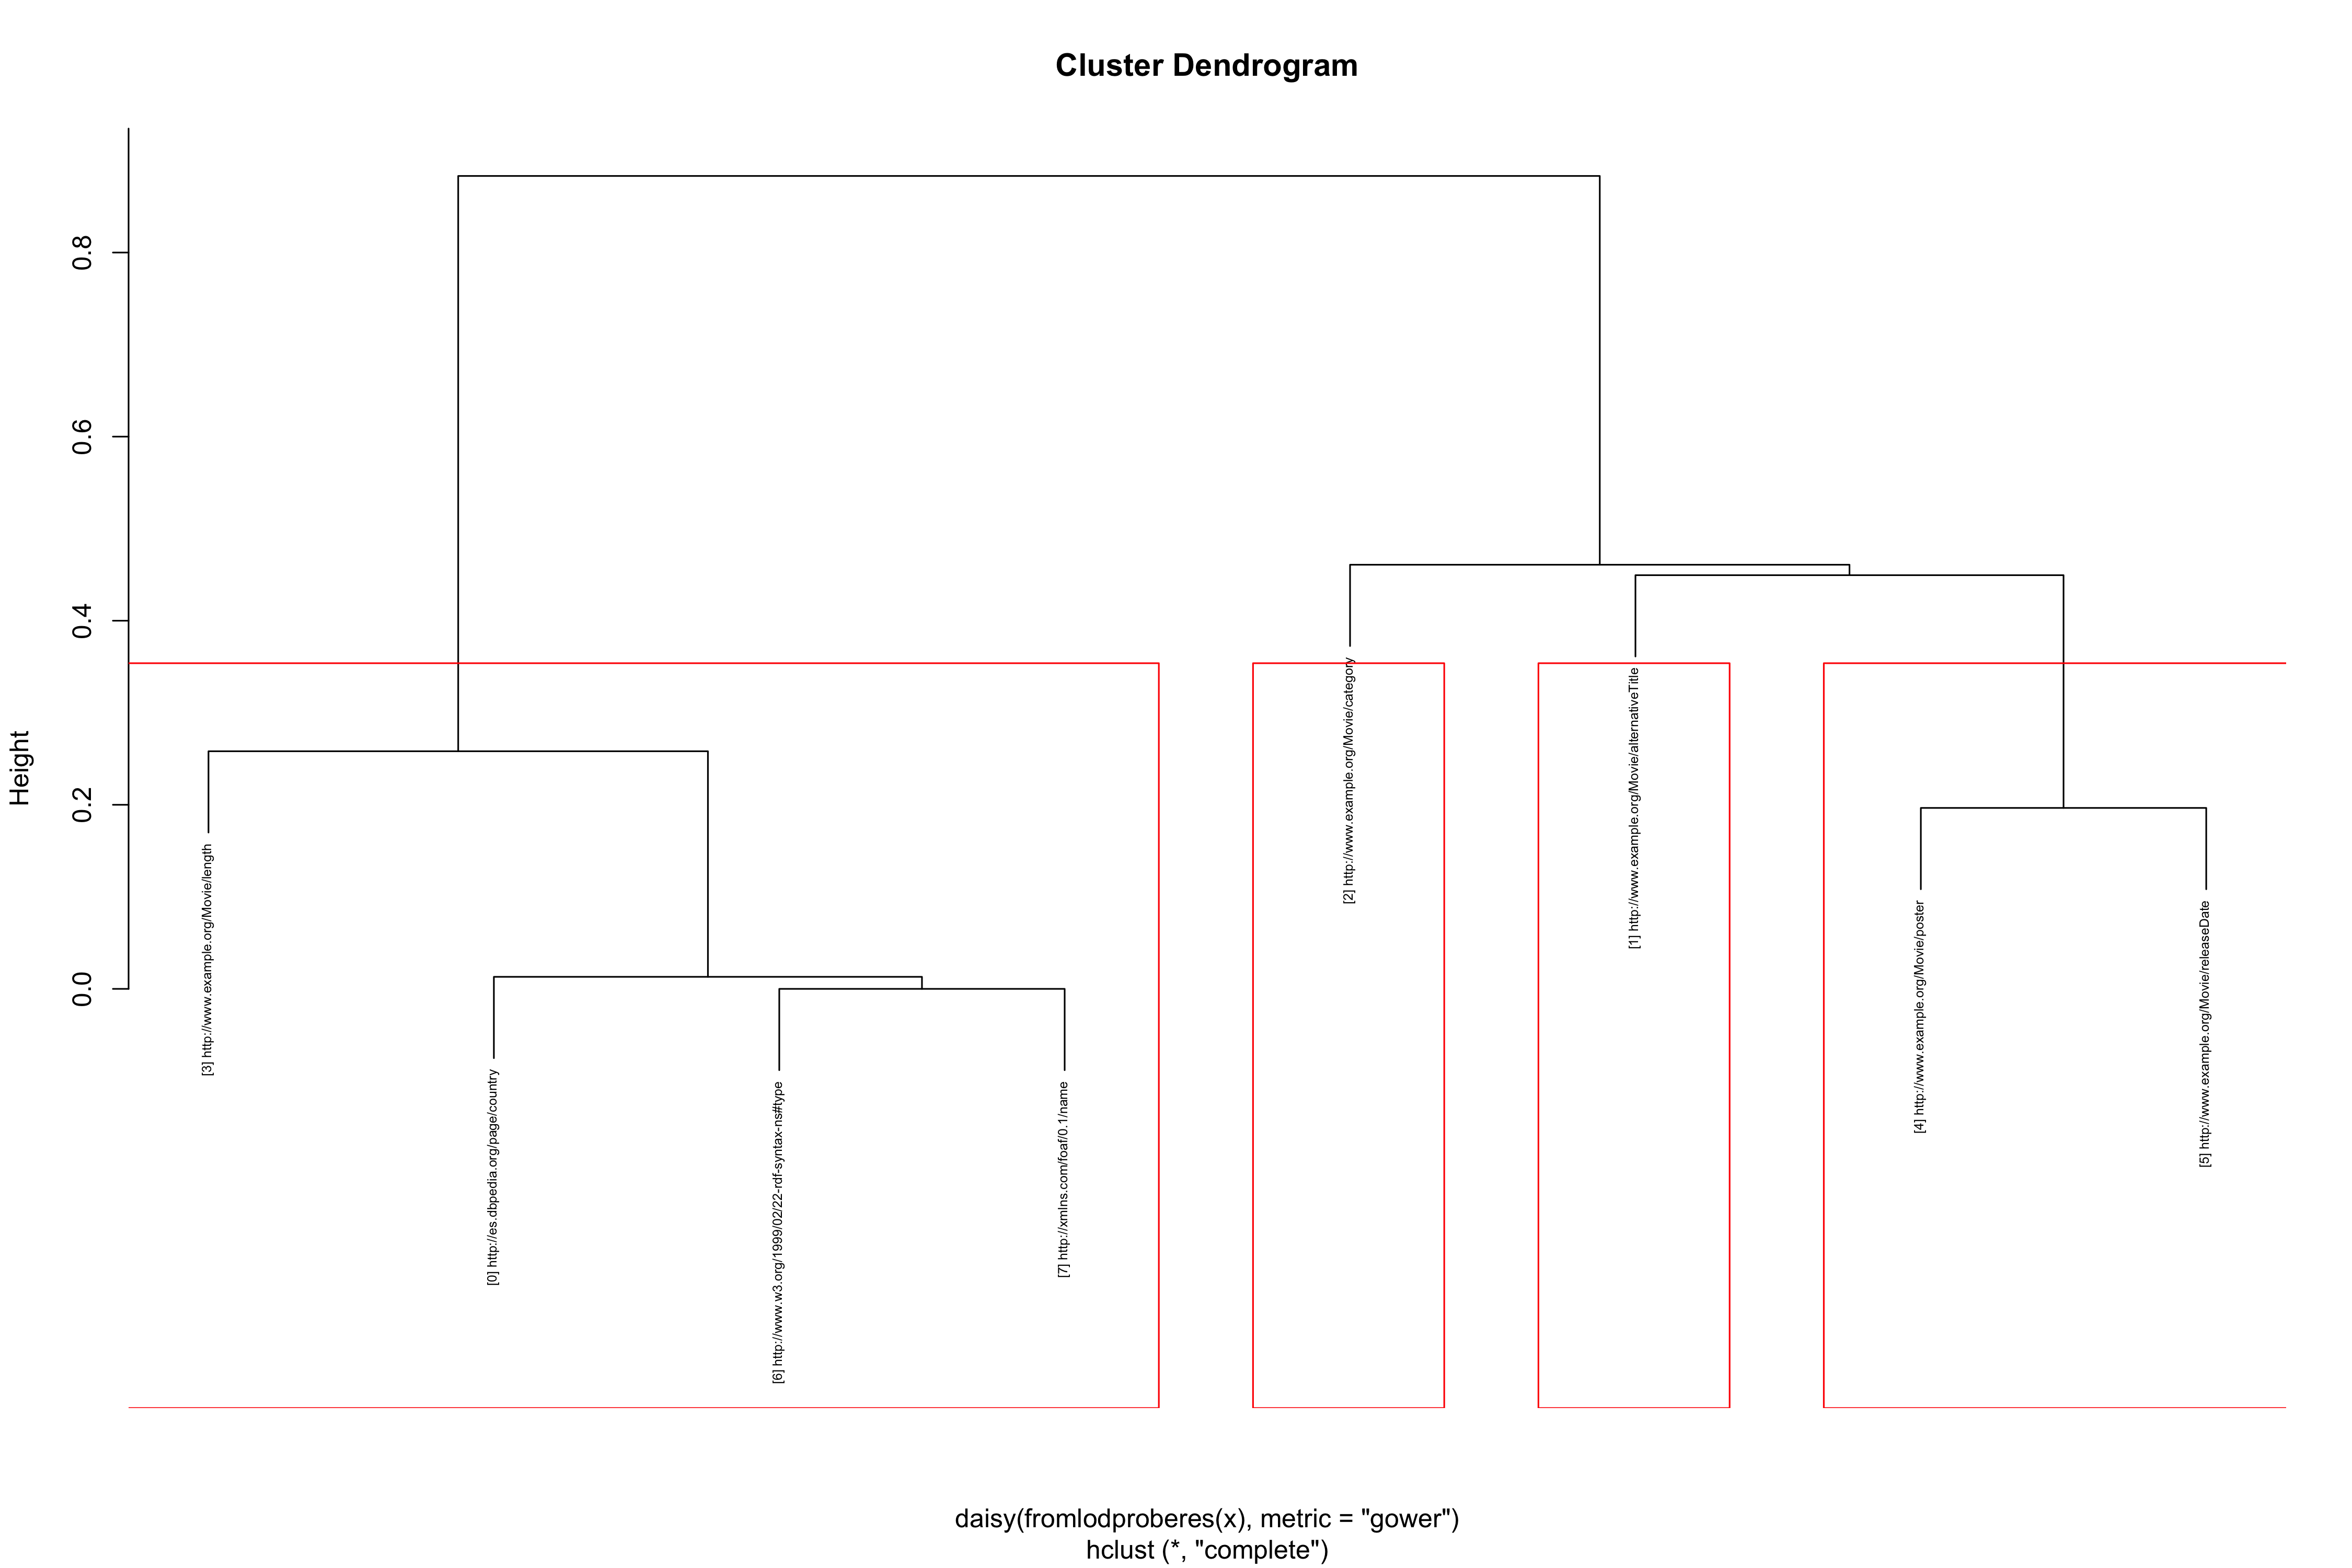 Cluster Dendrogram
Height
0.8
0.6
0.4
0.2
0.0
[3] http://www.example.org/Movie/length
[0] http://es.dbpedia.org/page/country
[6] http://www.w3.org/1999/02/22-rdf-syntax-ns#type
[7] http://xmlns.com/foaf/0.1/name
[2] http://www.example.org/Movie/category
[1] http://www.example.org/Movie/alternativeTitle
[4] http://www.example.org/Movie/poster
[5] http://www.example.org/Movie/releaseDate
daisy(fromlodproberes(x), metric = "gower")
hclust (*, "complete")